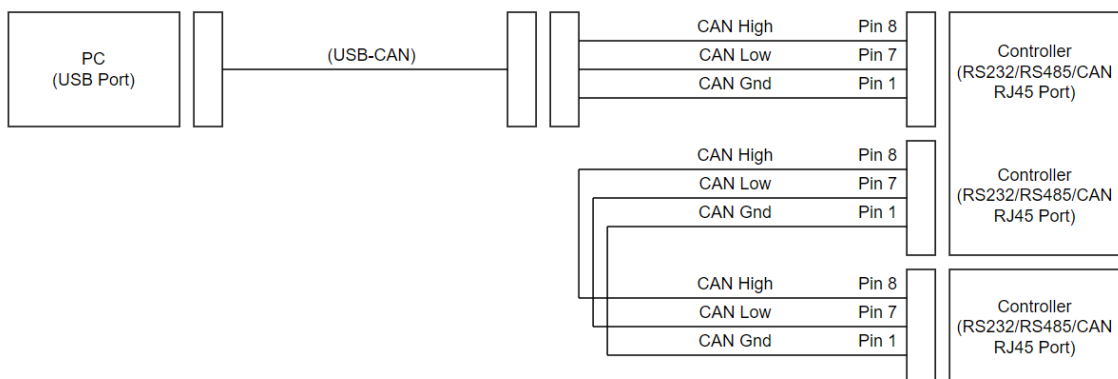 PC
(USB Port)
(USB-CAN)
CAN High Pin 8
CAN Low Pin 7
CAN Gnd Pin 1
Controller
(RS232/RS485/CAN
RJ45 Port)
CAN High Pin 8
CAN Low Pin 7
CAN Gnd Pin 1
Controller
(RS232/RS485/CAN
RJ45 Port)
CAN High Pin 8
CAN Low Pin 7
CAN Gnd Pin 1
Controller
(RS232/RS485/CAN
RJ45 Port)